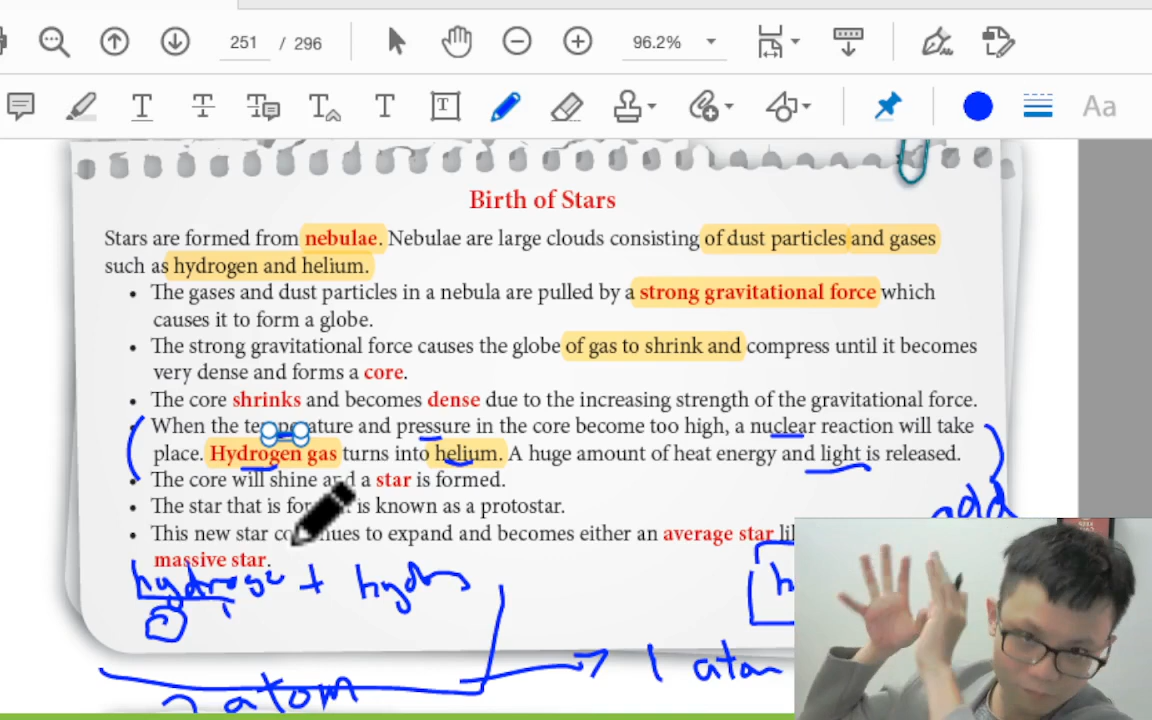 251 / 296
96.2%
T T T T T T Aa
Birth of Stars
Stars are formed from nebulae. Nebulae are large clouds consisting of dust particles and gases
such as hydrogen and helium.
• The gases and dust particles in a nebula are pulled by a strong gravitational force which
causes it to form a globe.
• The strong gravitational force causes the globe of gas to shrink and compress until it becomes
very dense and forms a core.
• The core shrinks and becomes dense due to the increasing strength of the gravitational force.
• When the temperature and pressure in the core become too high, a nuclear reaction will take
place. Hydrogen gas turns into helium. A huge amount of heat energy and light is released.
• The core will shine and a star is formed.
• The star that is is known as a protostar.
add
• This new star to expand and becomes either an average star
massive star.
+
1 atom
2 atom